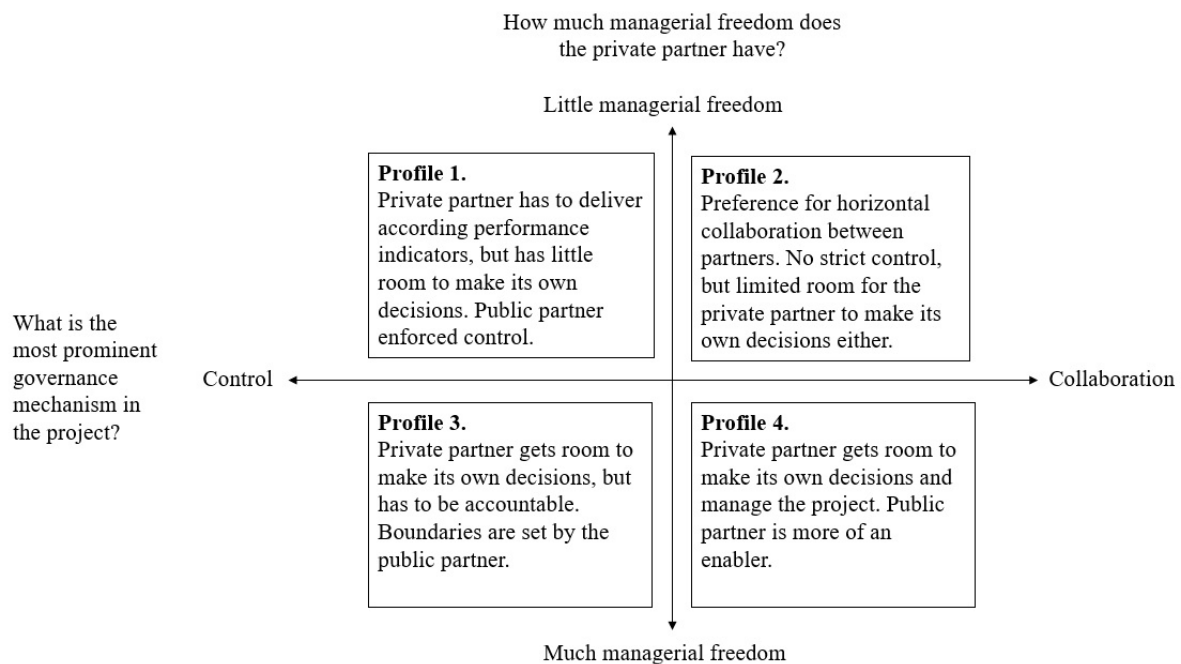 How much managerial freedom does
the private partner have?
Little managerial freedom
Profile 1.
Private partner has to deliver
according performance
indicators, but has little
room to make its own
decisions. Public partner
enforced control.
Profile 2.
Preference for horizontal
collaboration between
partners. No strict control,
but limited room for the
private partner to make its
own decisions either.
What is the
most prominent
governance
mechanism in
the project?
Control
Collaboration
Profile 3.
Private partner gets room to
make its own decisions, but
has to be accountable.
Boundaries are set by the
public partner.
Profile 4.
Private partner gets room to
make its own decisions and
manage the project. Public
partner is more of an
enabler.
Much managerial freedom